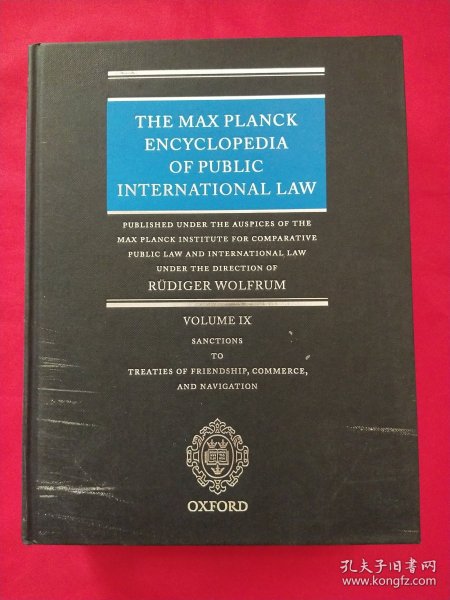 THE MAX PLANCK
ENCYCLOPEDIA
OF PUBLIC
INTERNATIONAL LAW
PUBLISHED UNDER THE AUSPICES OF THE
MAX PLANCK INSTITUTE FOR COMPARATIVE
PUBLIC LAW AND INTERNATIONAL LAW
UNDER THE DIRECTION OF
RÜDIGER WOLFRUM
VOLUME IX
SANCTIONS
TO
TREATIES OF FRIENDSHIP, COMMERCE,
AND NAVIGATION
OXFORD
孔夫子旧书网
www.kongfz.com